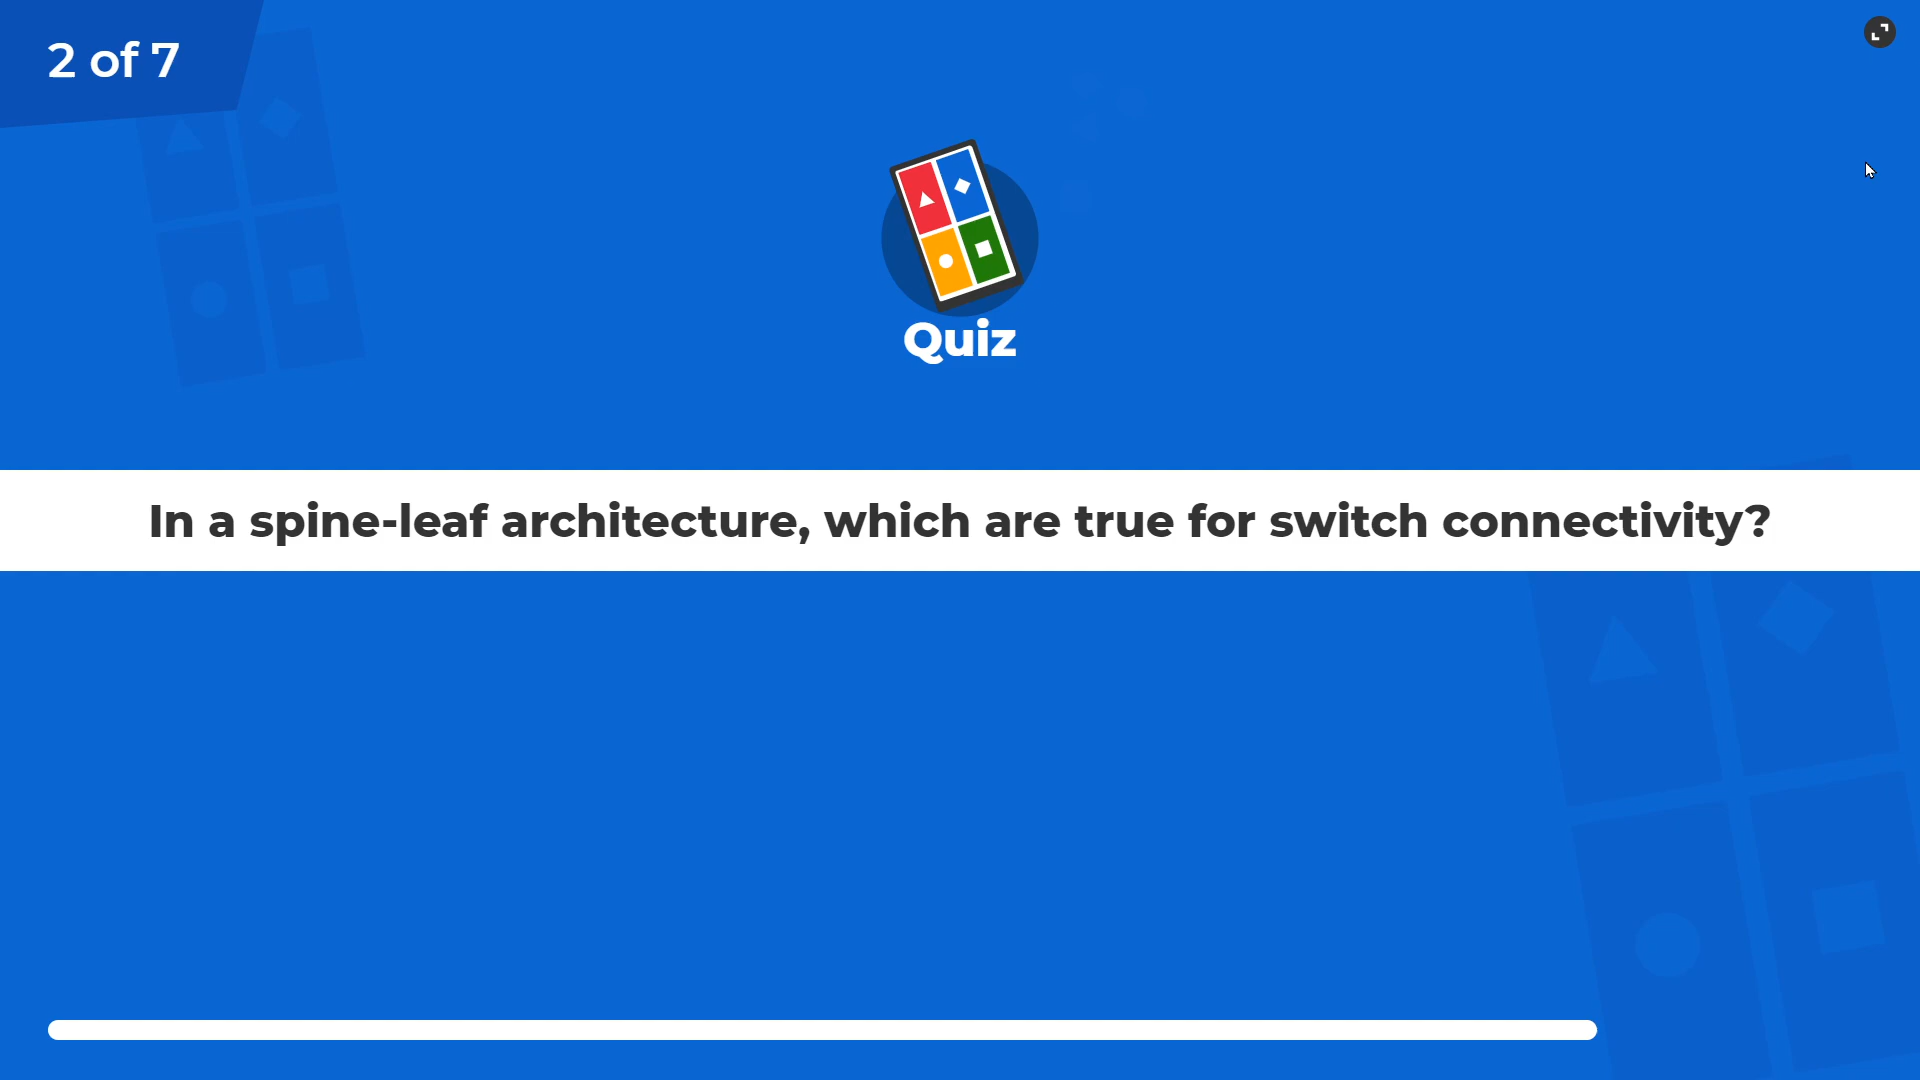 2 of 7
Quiz
In a spine-leaf architecture, which are true for switch connectivity?